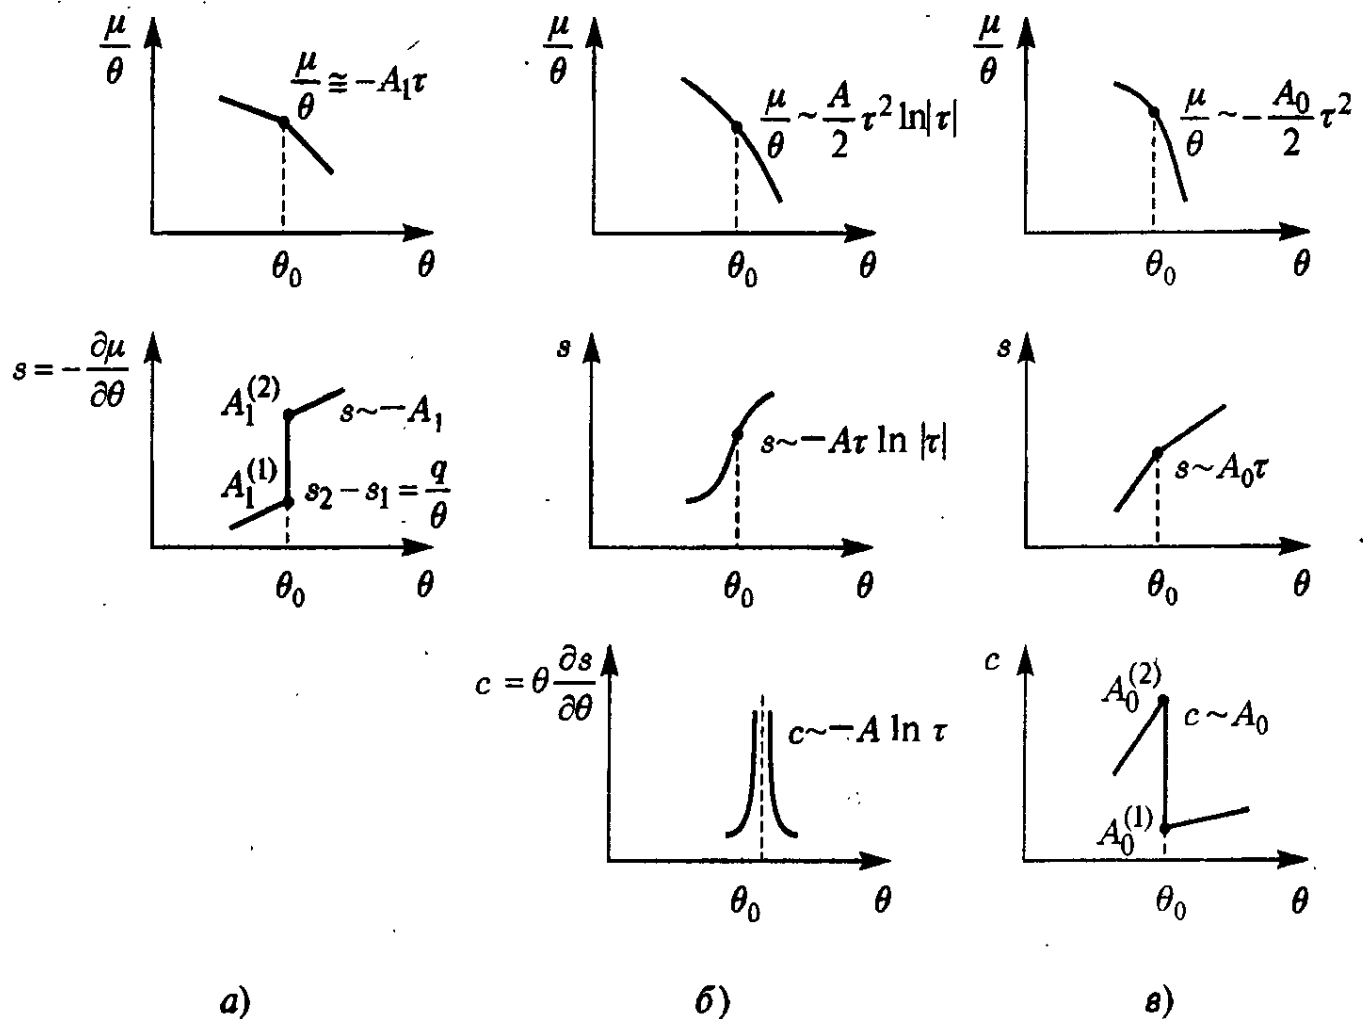 μ/θ
μ/θ ≅ −A₁τ
θ₀ θ
μ/θ
μ/θ ~ A/2 τ² ln|τ|
θ₀ θ
μ/θ
μ/θ ~ − A₀/2 τ²
θ₀ θ
s = − ∂μ/∂θ
A₁⁽²⁾ s ~ −A₁
A₁⁽¹⁾ s₂ − s₁ = q/θ
θ₀ θ
s
s ~ −Aτ ln |τ|
θ₀ θ
s
s ~ A₀τ
θ₀ θ
c = θ ∂s/∂θ
c ~ −A ln τ
θ₀ θ
c
A₀⁽²⁾ c ~ A₀
A₀⁽¹⁾
θ₀ θ
а) б) в)